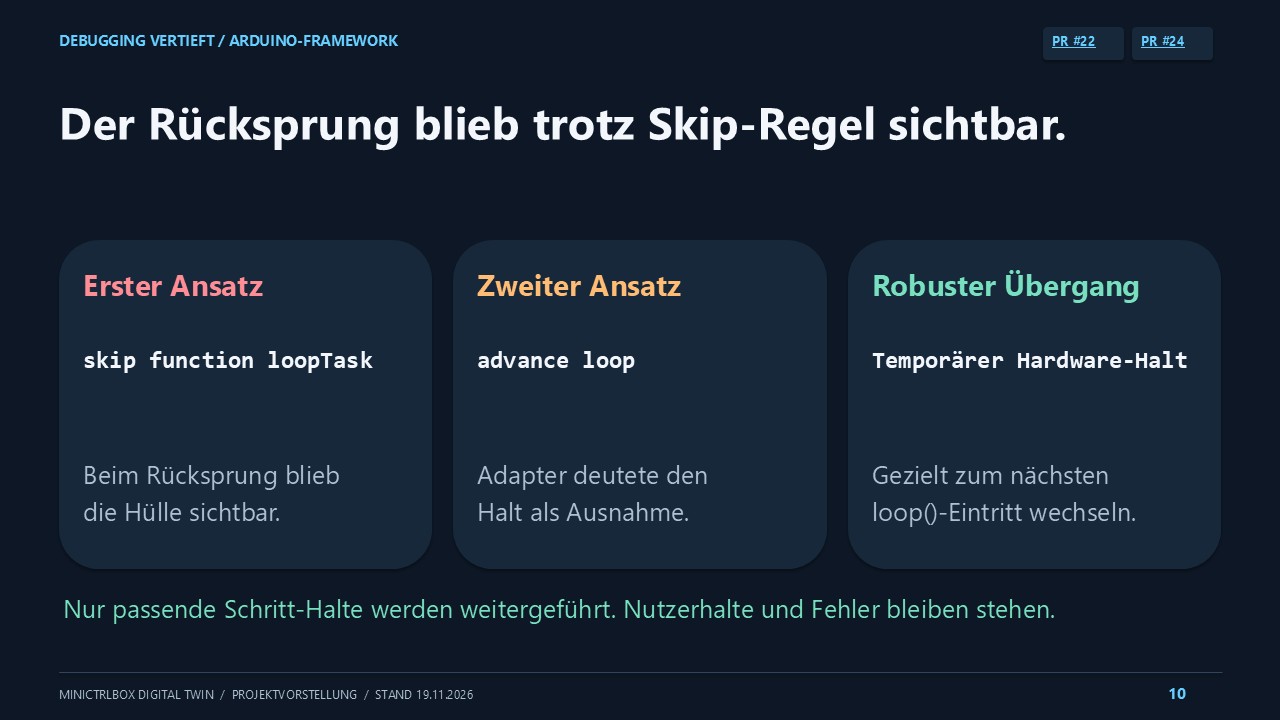 DEBUGGING VERTIEFT / ARDUINO-FRAMEWORK
PR #22
PR #24
Der Rücksprung blieb trotz Skip-Regel sichtbar.
Erster Ansatz
skip function loopTask
Beim Rücksprung blieb
die Hülle sichtbar.
Zweiter Ansatz
advance loop
Adapter deutete den
Halt als Ausnahme.
Robuster Übergang
Temporärer Hardware-Halt
Gezielt zum nächsten
loop()-Eintritt wechseln.
Nur passende Schritt-Halte werden weitergeführt. Nutzerhalte und Fehler bleiben stehen.
MINICTRLBOX DIGITAL TWIN / PROJEKTVORSTELLUNG / STAND 19.11.2026
10